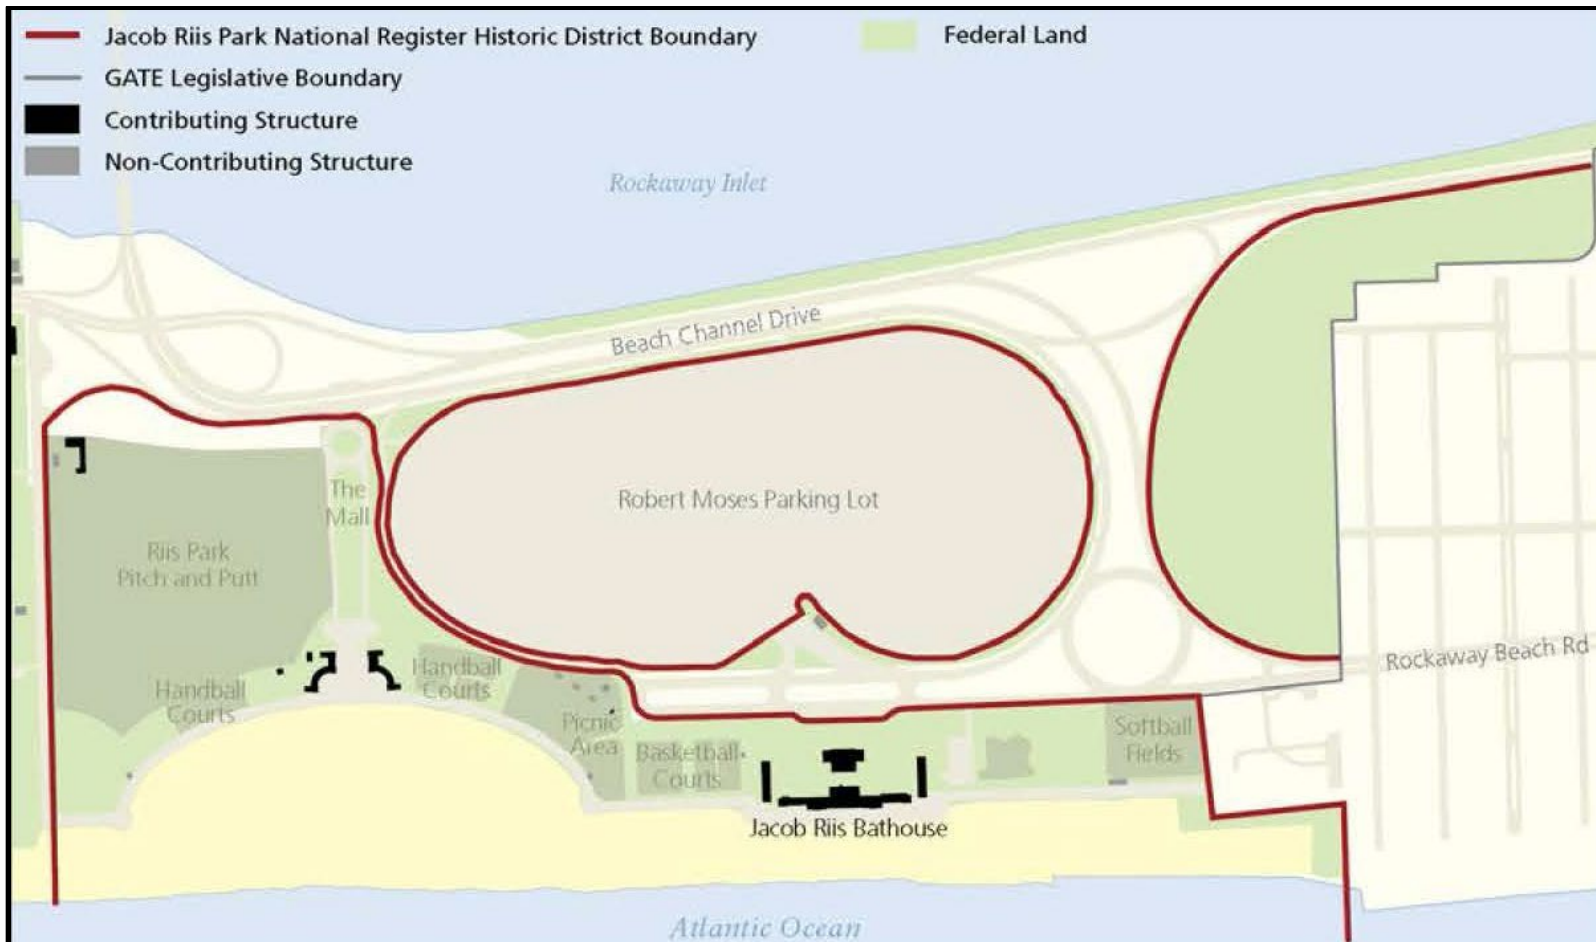 Jacob Riis Park National Register Historic District Boundary
Federal Land
GATE Legislative Boundary
Contributing Structure
Non-Contributing Structure
Rockaway Inlet
Beach Channel Drive
The
Mall
Robert Moses Parking Lot
Riis Park
Pitch and Putt
Rockaway Beach Rd
Handball
Courts
Handball
Courts
Picnic
Area
Basketball
Courts
Softball
Fields
Jacob Riis Bathouse
Atlantic Ocean